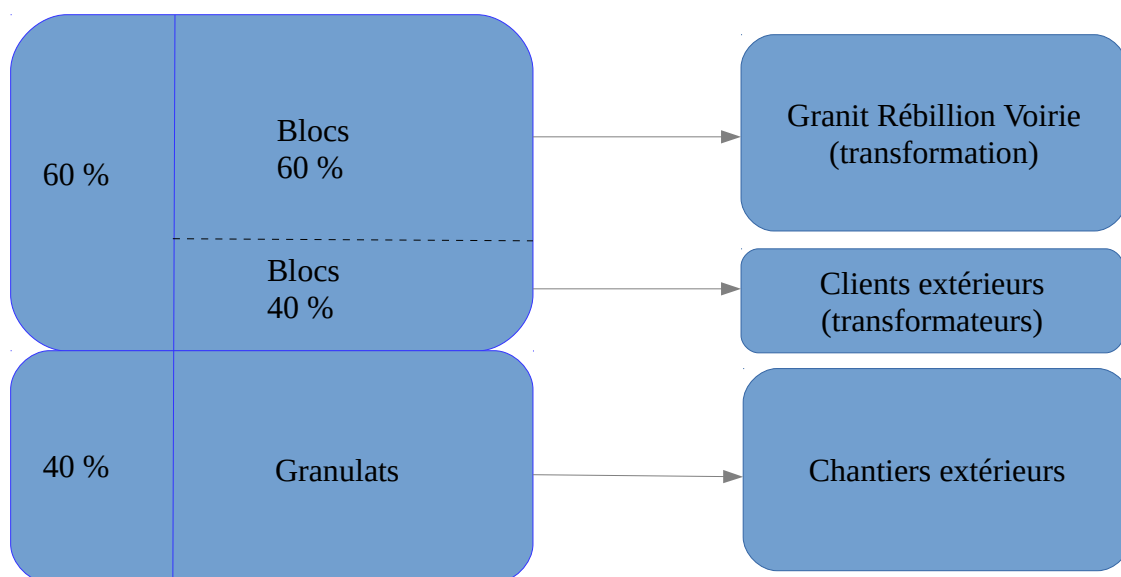 60 %
Blocs
60 %
Granit Rébillion Voirie
(transformation)
Blocs
40 %
Clients extérieurs
(transformateurs)
40 %
Granulats
Chantiers extérieurs